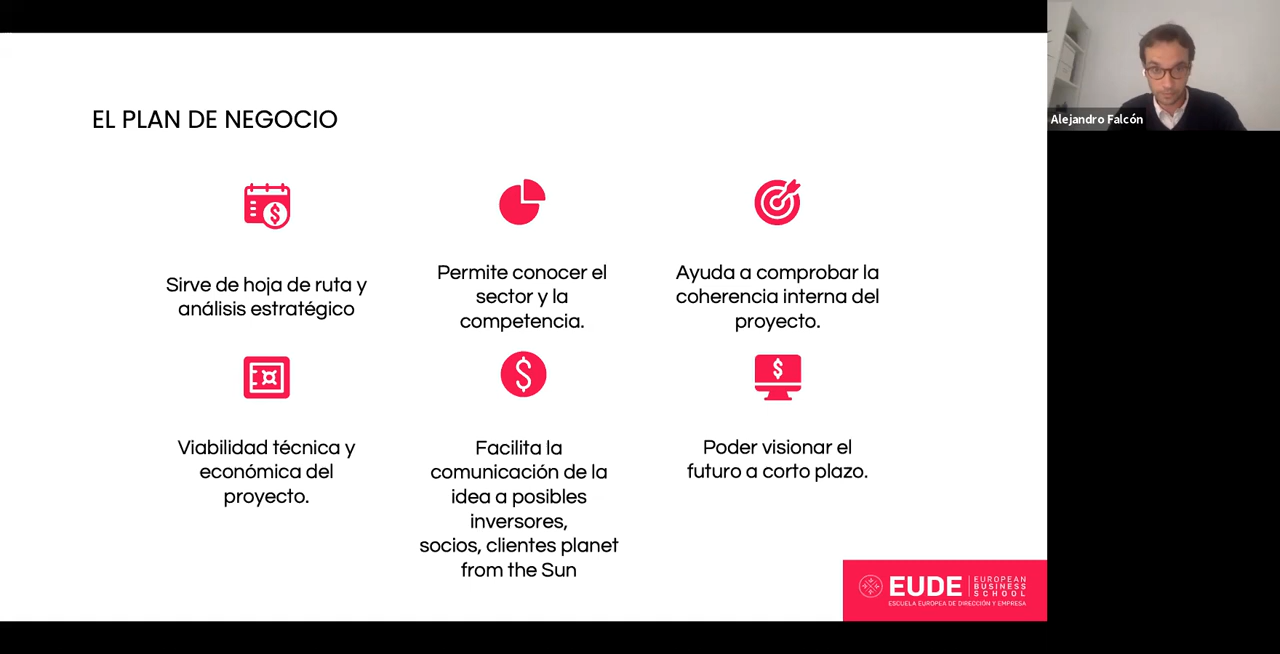 EL PLAN DE NEGOCIO
Sirve de hoja de ruta y
análisis estratégico
Permite conocer el
sector y la
competencia.
Ayuda a comprobar la
coherencia interna del
proyecto.
Viabilidad técnica y
económica del
proyecto.
Facilita la
comunicación de la
idea a posibles
inversores,
socios, clientes planet
from the Sun
Poder visionar el
futuro a corto plazo.
EUDE
EUROPEAN
BUSINESS
SCHOOL
ESCUELA EUROPEA DE DIRECCIÓN Y EMPRESA
Alejandro Falcón